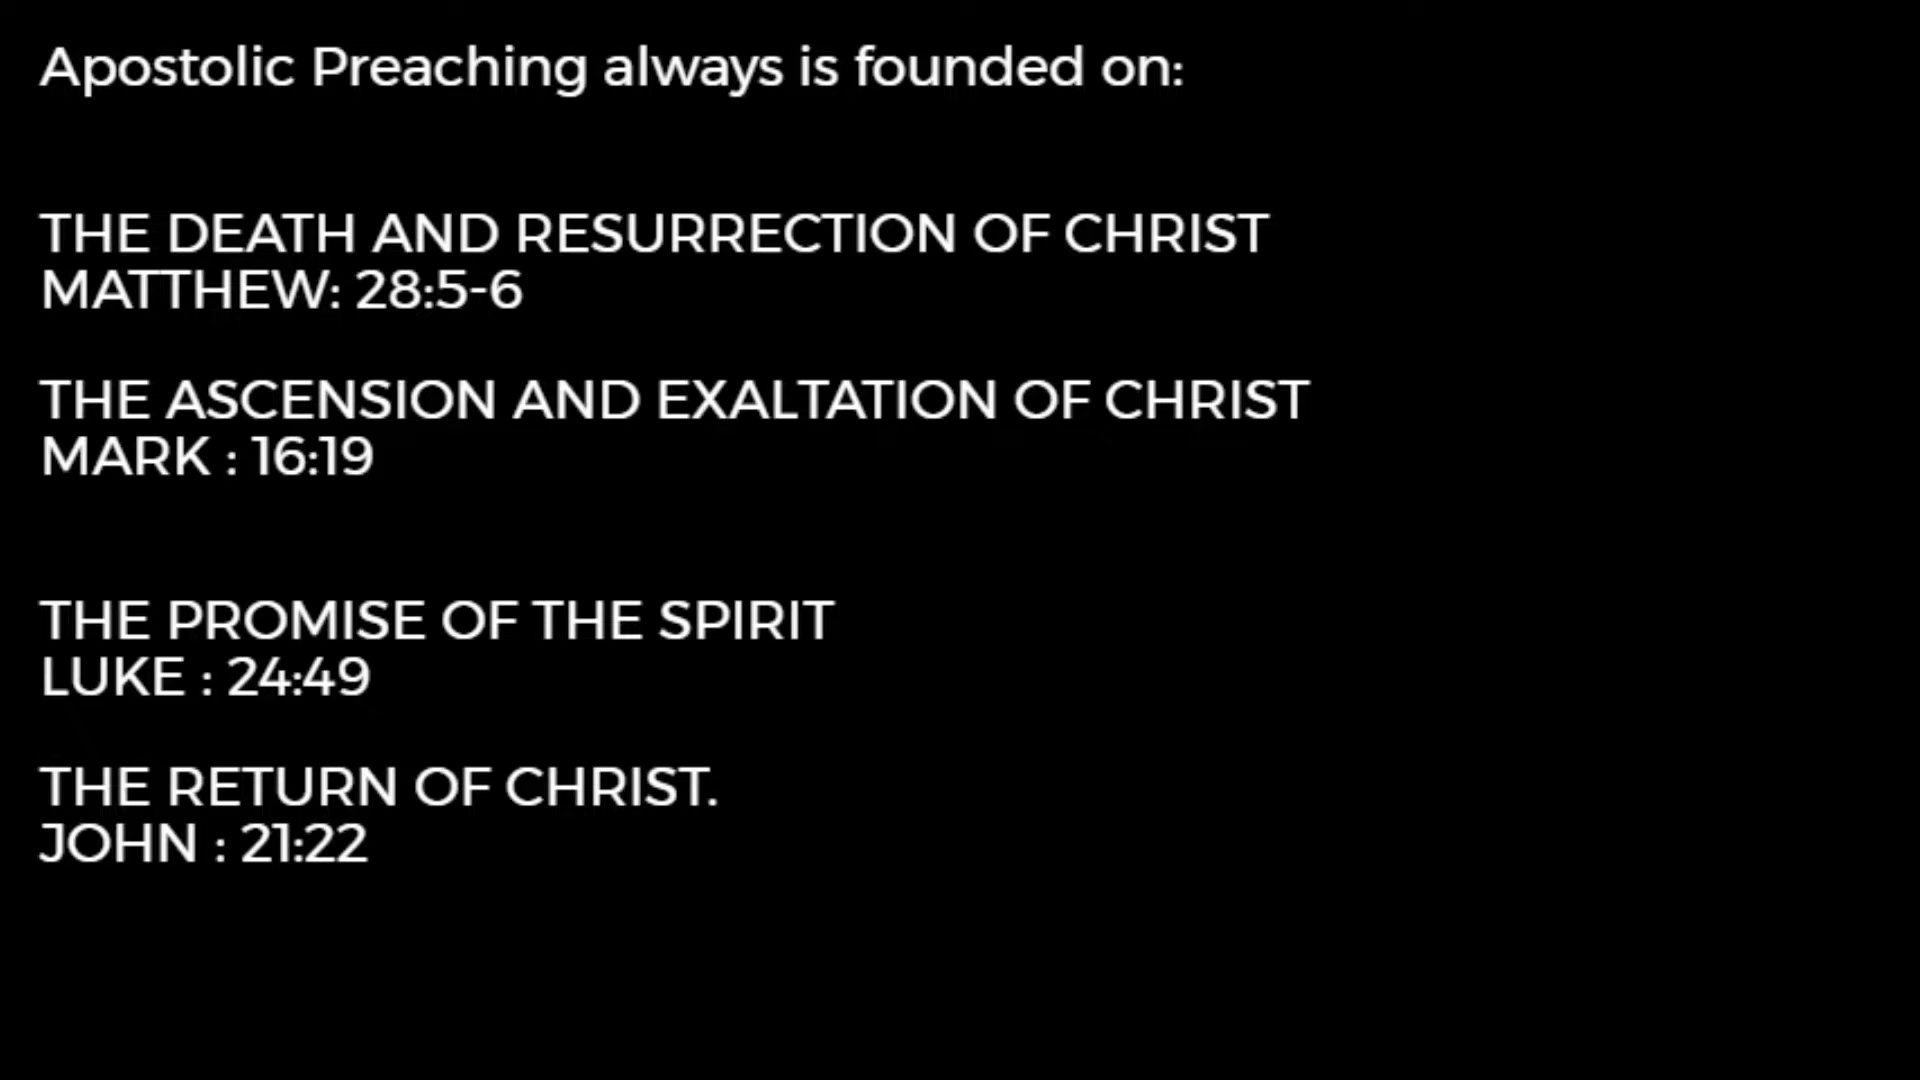 Apostolic Preaching always is founded on:
THE DEATH AND RESURRECTION OF CHRIST
MATTHEW: 28:5-6
THE ASCENSION AND EXALTATION OF CHRIST
MARK : 16:19
THE PROMISE OF THE SPIRIT
LUKE : 24:49
THE RETURN OF CHRIST.
JOHN : 21:22